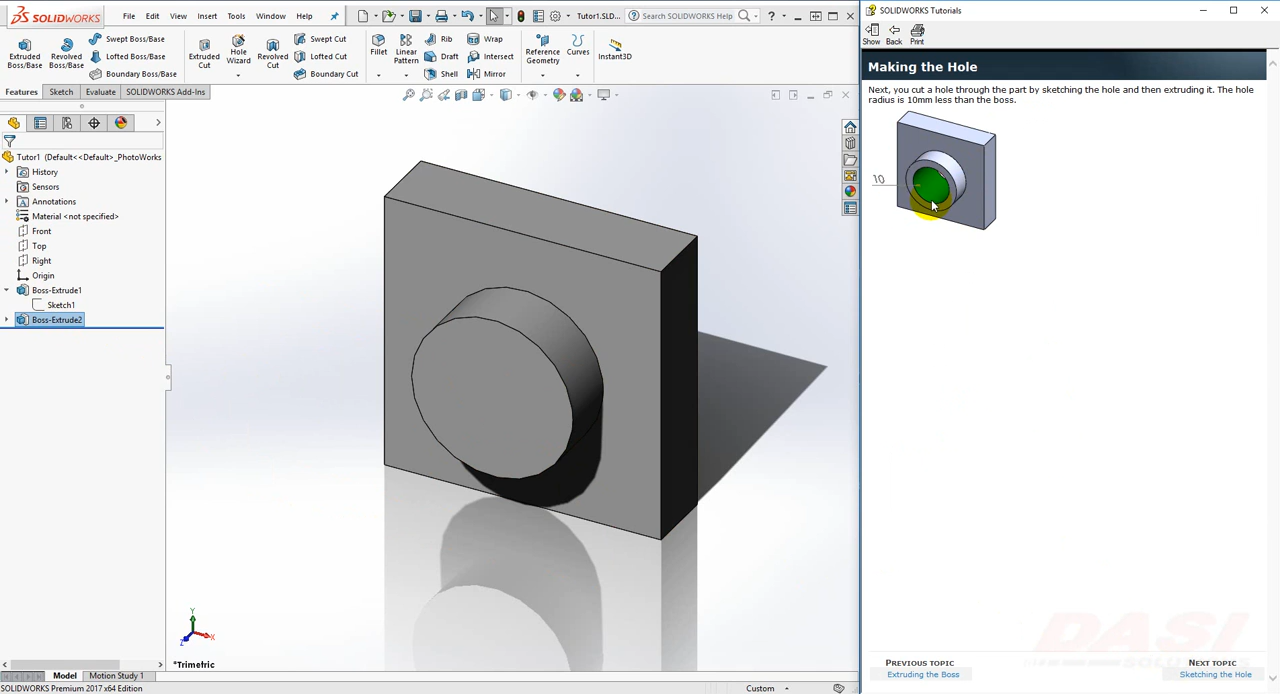 SOLIDWORKS
File Edit View Insert Tools Window Help
Tutor1.SLD...
Search SOLIDWORKS Help
Extruded Boss/Base
Revolved Boss/Base
Swept Boss/Base
Lofted Boss/Base
Boundary Boss/Base
Extruded Cut
Hole Wizard
Revolved Cut
Swept Cut
Lofted Cut
Boundary Cut
Fillet
Linear Pattern
Rib
Draft
Shell
Wrap
Intersect
Mirror
Reference Geometry
Curves
Instant3D
Features Sketch Evaluate SOLIDWORKS Add-Ins
Tutor1 (Default<<Default>_PhotoWorks
History
Sensors
Annotations
Material <not specified>
Front
Top
Right
Origin
Boss-Extrude1
Sketch1
Boss-Extrude2
Y
X
Z
*Trimetric
Model Motion Study 1
SOLIDWORKS Premium 2017 x64 Edition
Custom
SOLIDWORKS Tutorials
Show Back Print
Making the Hole
Next, you cut a hole through the part by sketching the hole and then extruding it. The hole
radius is 10mm less than the boss.
10
DASI
SOLUTIONS
PREVIOUS TOPIC
Extruding the Boss
NEXT TOPIC
Sketching the Hole